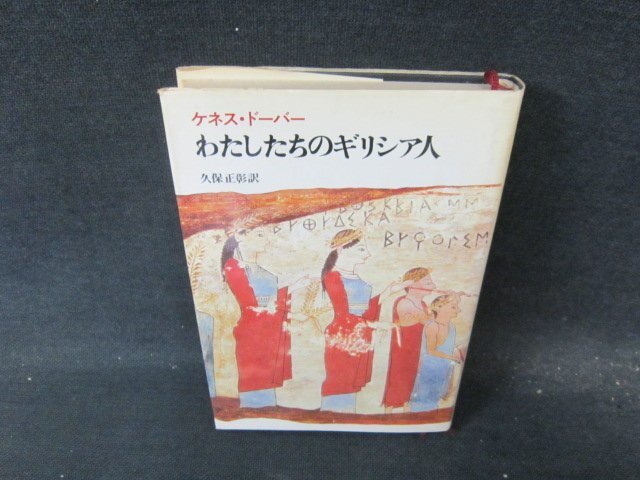 ケネス・ドーバー
わたしたちのギリシア人
久保正彰訳